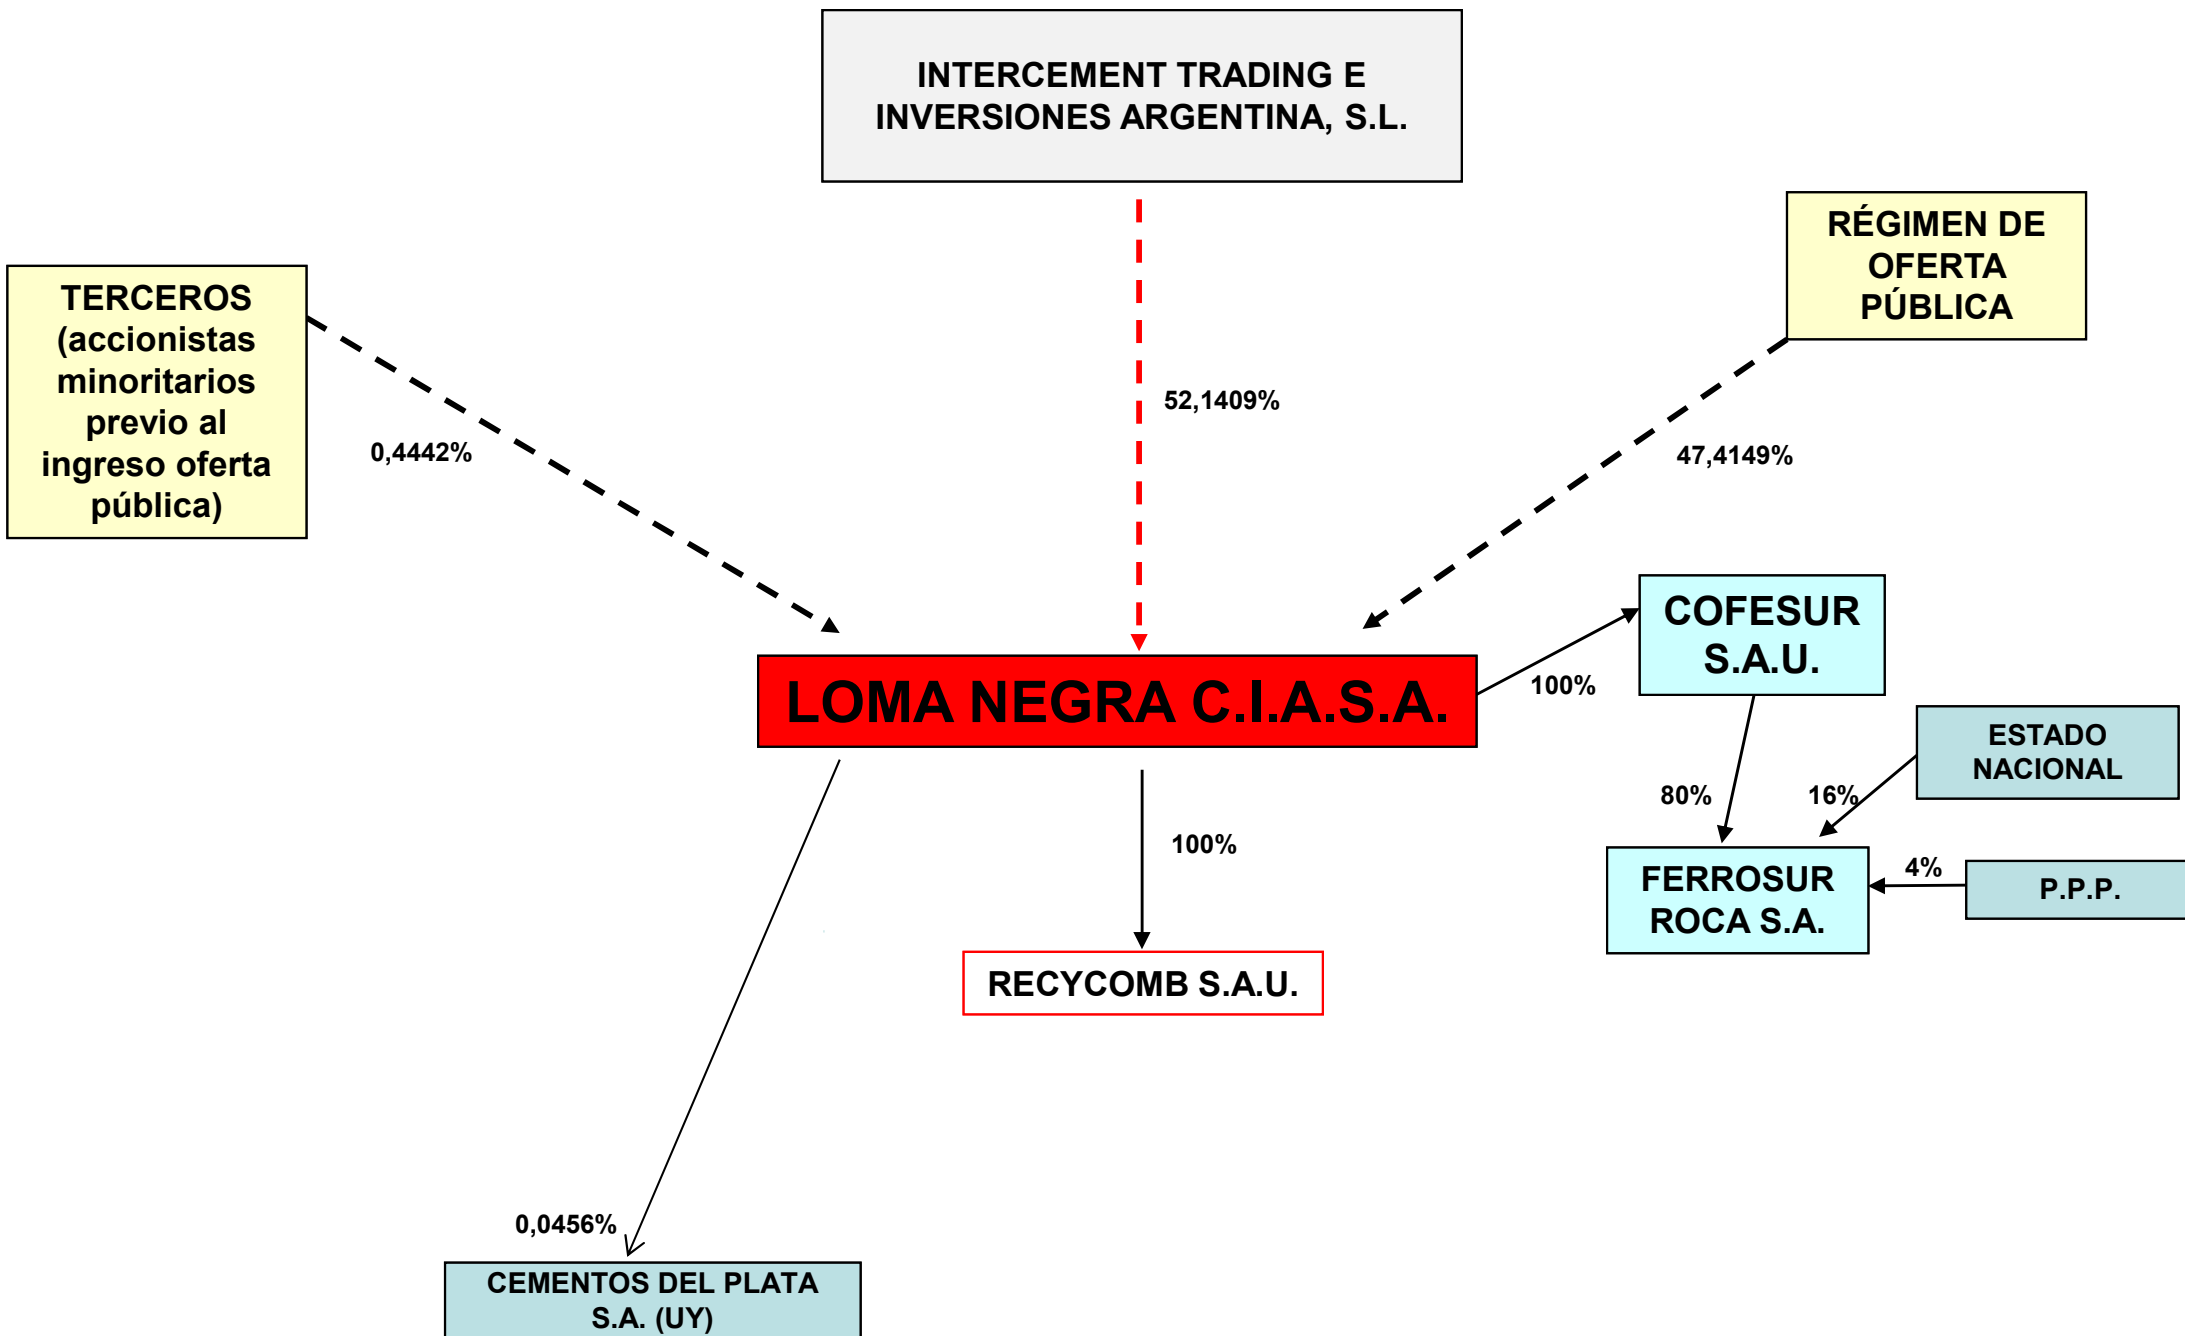 INTERCEMENT TRADING E
INVERSIONES ARGENTINA, S.L.
RÉGIMEN DE
OFERTA
PÚBLICA
TERCEROS
(accionistas
minoritarios
previo al
ingreso oferta
pública)
52,1409%
0,4442%
47,4149%
COFESUR
S.A.U.
LOMA NEGRA C.I.A.S.A.
100%
ESTADO
NACIONAL
80%
16%
100%
FERROSUR
ROCA S.A.
4%
P.P.P.
RECYCOMB S.A.U.
0,0456%
CEMENTOS DEL PLATA
S.A. (UY)